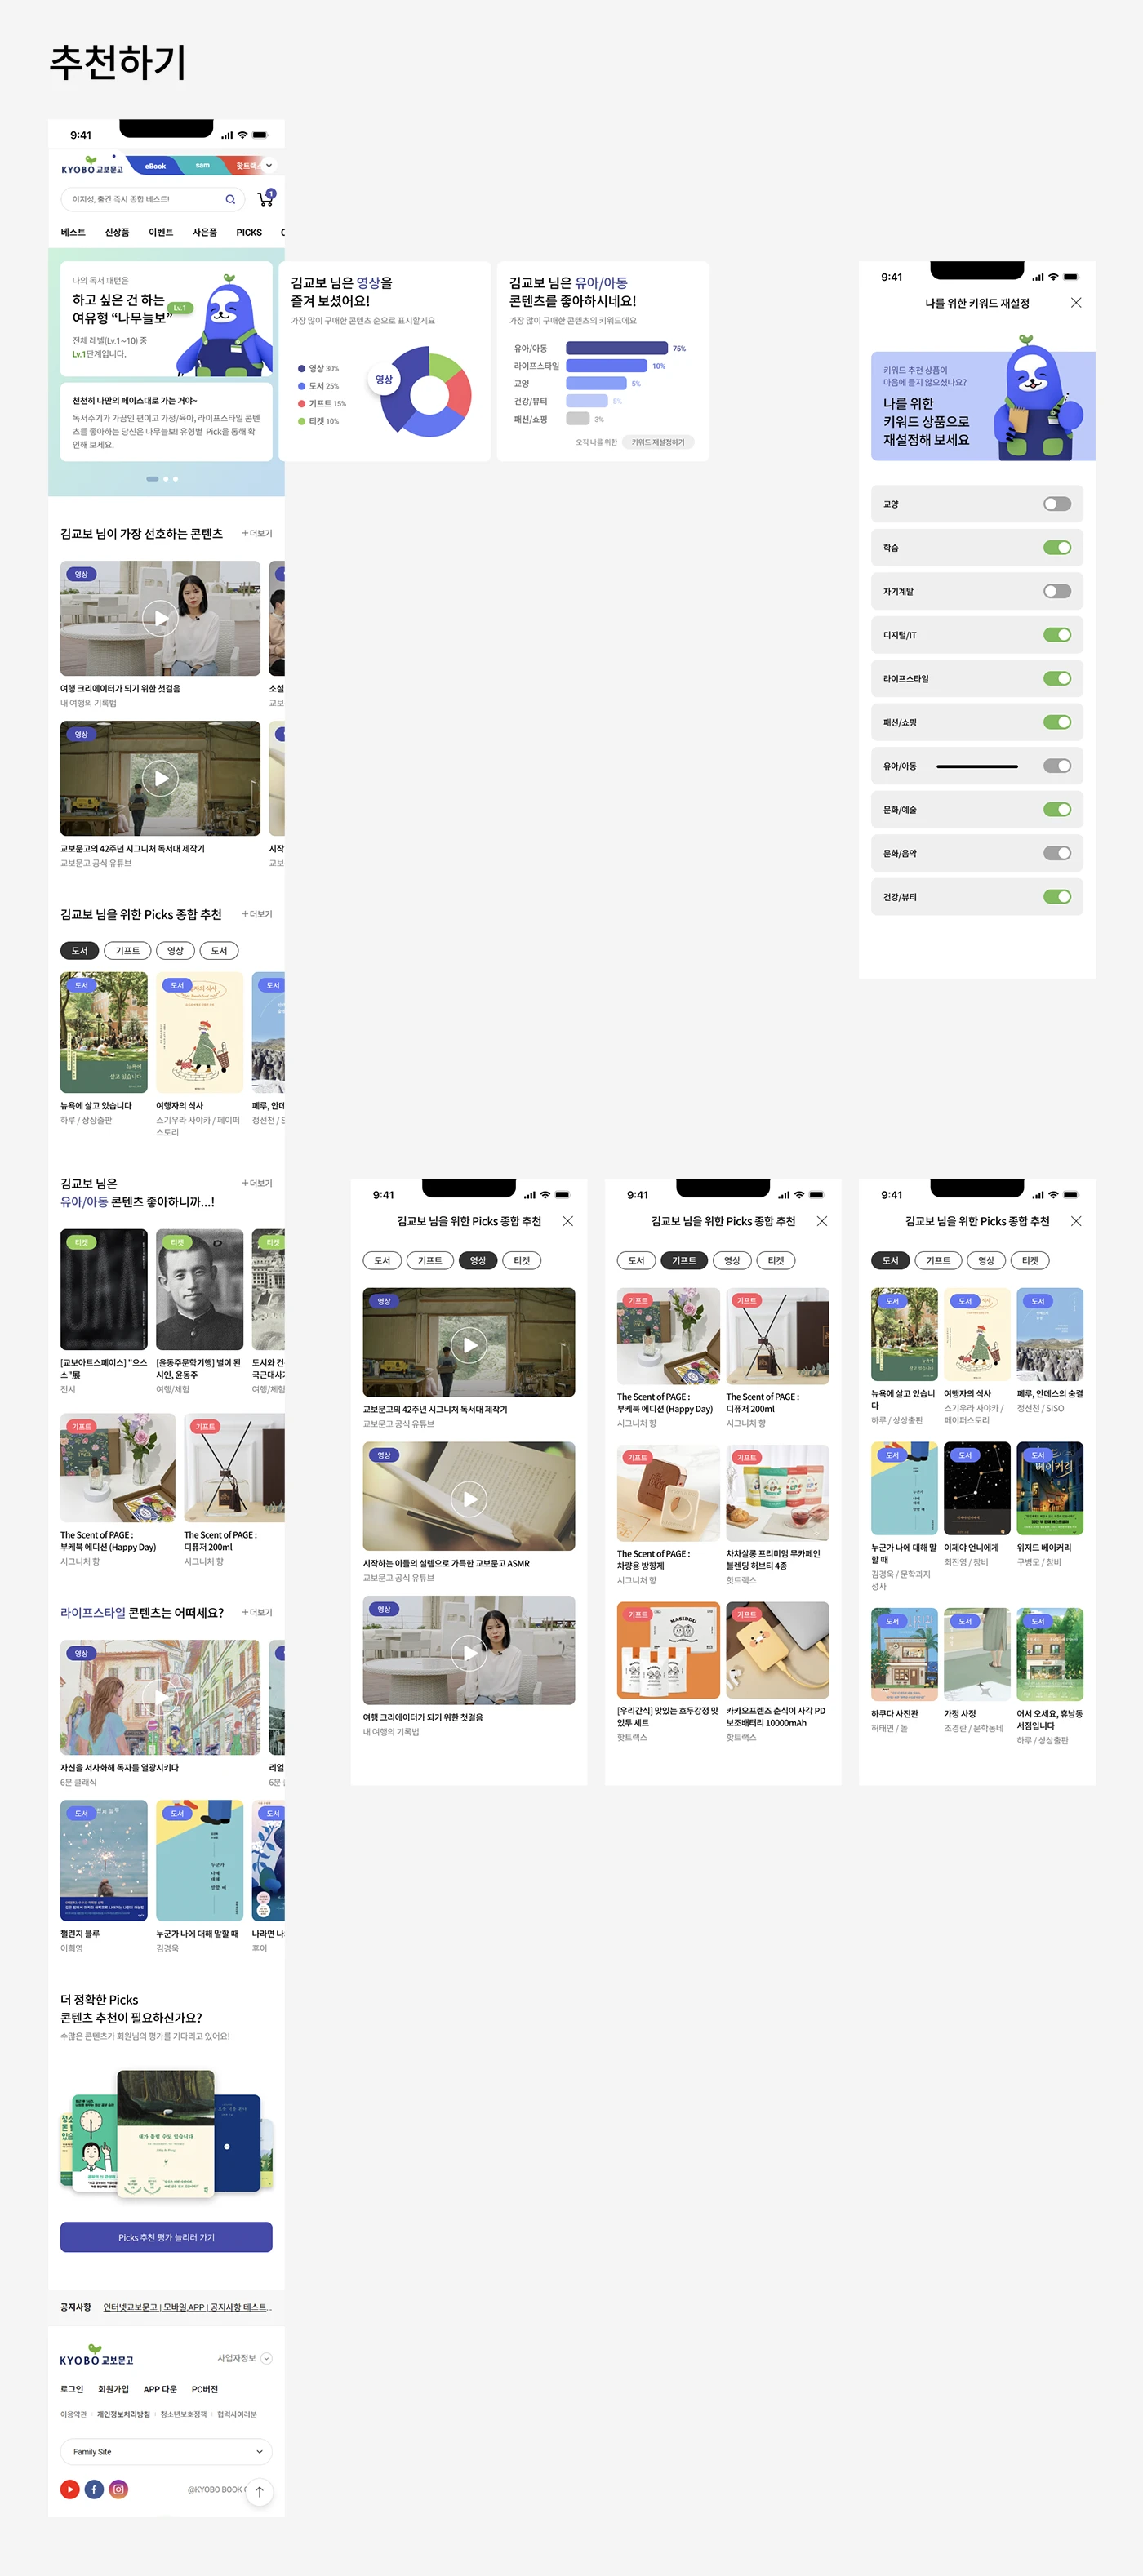 추천하기
9:41
KYOBO 교보문고
eBook
sam
핫트랙스
이지성, 출간 즉시 종합 베스트!
1
베스트 신상품 이벤트 사은품 PICKS
나의 독서 패턴은
하고 싶은 건 하는
여유형 “나무늘보”
Lv.1
전체 레벨(Lv.1~10) 중
Lv.1단계입니다.
천천히 나만의 페이스대로 가는 거야~
독서주기가 가끔인 편이고 가정/육아, 라이프스타일 콘텐
츠를 좋아하는 당신은 나무늘보! 유형별 Pick을 통해 확
인해 보세요.
김교보 님은 영상을
즐겨 보셨어요!
가장 많이 구매한 콘텐츠 순으로 표시할게요
영상 30%
도서 25%
기프트 15%
티켓 10%
영상
김교보 님은 유아/아동
콘텐츠를 좋아하시네요!
가장 많이 구매한 콘텐츠의 키워드에요
유아/아동 75%
라이프스타일 10%
교양 5%
건강/뷰티 5%
패션/쇼핑 3%
오직 나를 위한 키워드 재설정하기
9:41
나를 위한 키워드 재설정
키워드 추천 상품이
마음에 들지 않으셨나요?
나를 위한
키워드 상품으로
재설정해 보세요
교양
학습
자기계발
디지털/IT
라이프스타일
패션/쇼핑
유아/아동
문화/예술
문화/음악
건강/뷰티
김교보 님이 가장 선호하는 콘텐츠 +더보기
영상
여행 크리에이터가 되기 위한 첫걸음
내 여행의 기록법
소설
교보
영상
교보문고의 42주년 시그니처 독서대 제작기
교보문고 공식 유튜브
시작
교보
김교보 님을 위한 Picks 종합 추천 +더보기
도서 기프트 영상 도서
도서 도서 도서
뉴욕에
살고 있습니다
뉴욕에 살고 있습니다
하루 / 상상출판
여행자의 식사
스기우라 사야카 / 페이퍼
스토리
페루, 안데
정선전 / S
김교보 님은 +더보기
유아/아동 콘텐츠 좋아하니까...!
티켓 티켓 티켓
[교보아트스페이스] "으스
스"展
전시
[윤동주문학기행] 별이 된
시인, 윤동주
여행/체험
도시와 건
국근대사기
여행/체험
기프트 기프트
The Scent of PAGE :
부케북 에디션 (Happy Day)
시그니처 향
The Scent of PAGE :
디퓨저 200ml
시그니처 향
라이프스타일 콘텐츠는 어떠세요? +더보기
영상
자신을 서사화해 독자를 열광시키다
6분 클래식
리얼
6분
도서 도서 도서
챌린지 블루
이희영
누군가 나에 대해 말할 때
김경욱
나라면 나
후이
더 정확한 Picks
콘텐츠 추천이 필요하신가요?
수많은 콘텐츠가 회원님의 평가를 기다리고 있어요!
내가 틀릴 수도 있습니다
Picks 추천 평가 늘리러 가기
공지사항 인터넷교보문고 | 모바일,APP | 공지사항 테스트...
KYOBO 교보문고
사업자정보
로그인 회원가입 APP 다운 PC버전
이용약관 개인정보처리방침 청소년보호정책 협력사여러분
Family Site
@KYOBO BOOK
9:41
김교보 님을 위한 Picks 종합 추천
도서 기프트 영상 티켓
영상
교보문고의 42주년 시그니처 독서대 제작기
교보문고 공식 유튜브
영상
시작하는 이들의 설렘으로 가득한 교보문고 ASMR
교보문고 공식 유튜브
영상
여행 크리에이터가 되기 위한 첫걸음
내 여행의 기록법
9:41
김교보 님을 위한 Picks 종합 추천
도서 기프트 영상 티켓
기프트 기프트
The Scent of PAGE :
부케북 에디션 (Happy Day)
시그니처 향
The Scent of PAGE :
디퓨저 200ml
시그니처 향
기프트 기프트
The Scent of PAGE :
차량용 방향제
시그니처 향
차차살롱 프리미엄 무카페인
블렌딩 허브티 4종
핫트랙스
기프트 기프트
MASIDDU
[우리간식] 맛있는 호두강정 맛
있두 세트
핫트랙스
카카오프렌즈 춘식이 사각 PD
보조배터리 10000mAh
핫트랙스
9:41
김교보 님을 위한 Picks 종합 추천
도서 기프트 영상 티켓
도서 도서 도서
뉴욕에 살고 있습니
다
하루 / 상상출판
여행자의 식사
스기우라 사야카 /
페이퍼스토리
페루, 안데스의 숨결
정선전 / SISO
도서 도서 도서
베이커리
누군가 나에 대해 말
할 때
김경욱 / 문학과지
성사
이제야 언니에게
최진영 / 창비
위저드 베이커리
구병모 / 창비
도서 도서 도서
하쿠다 사진관
허태연 / 놀
가정 사정
조경란 / 문학동네
어서 오세요, 휴남동
서점입니다
하루 / 상상출판